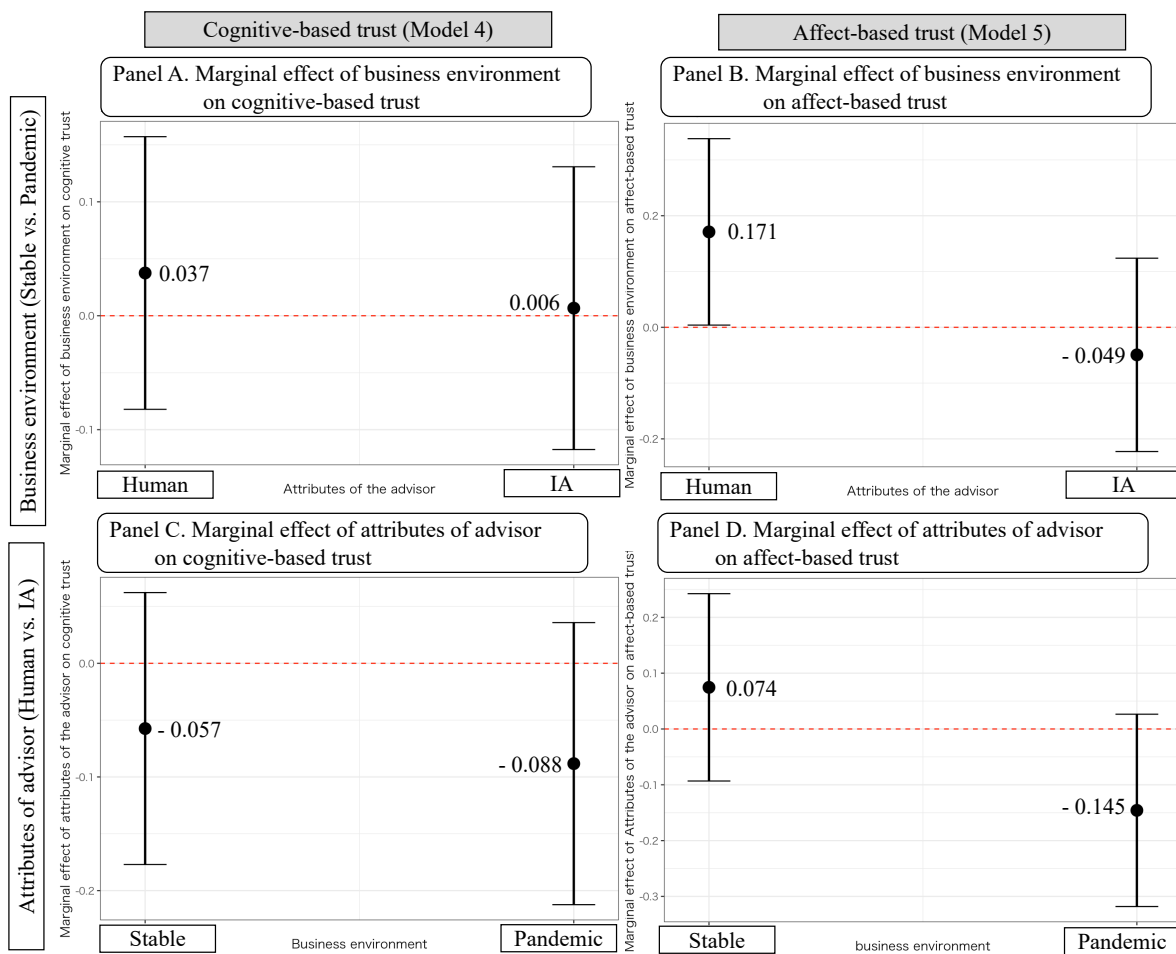 Cognitive-based trust (Model 4)
Affect-based trust (Model 5)
Business environment (Stable vs. Pandemic)
Panel A. Marginal effect of business environment
on cognitive-based trust
Marginal effect of business environment on cognitive trust
0.1
0.0
-0.1
0.037
0.006
Human
Attributes of the advisor
IA
Panel B. Marginal effect of business environment
on affect-based trust
Marginal effect of business environment on affect-based trust
0.2
0.0
-0.2
0.171
- 0.049
Human
Attributes of the advisor
IA
Attributes of advisor (Human vs. IA)
Panel C. Marginal effect of attributes of advisor
on cognitive-based trust
Marginal effect of attributes of the advisor on cognitive trust
0.0
-0.1
-0.2
- 0.057
- 0.088
Stable
Business environment
Pandemic
Panel D. Marginal effect of attributes of advisor
on affect-based trust
Marginal effect of Attributes of the advisor on affect-based trust
0.2
0.1
0.0
-0.1
-0.2
-0.3
0.074
- 0.145
Stable
business environment
Pandemic